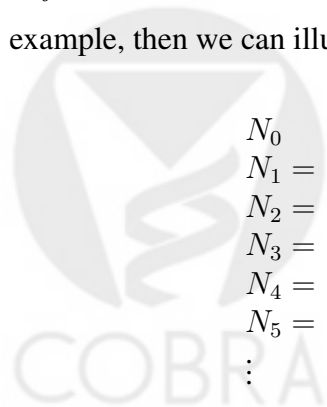 example, then we can illu
N₀
N₁ =
N₂ =
N₃ =
N₄ =
N₅ =
⋮
COBRA